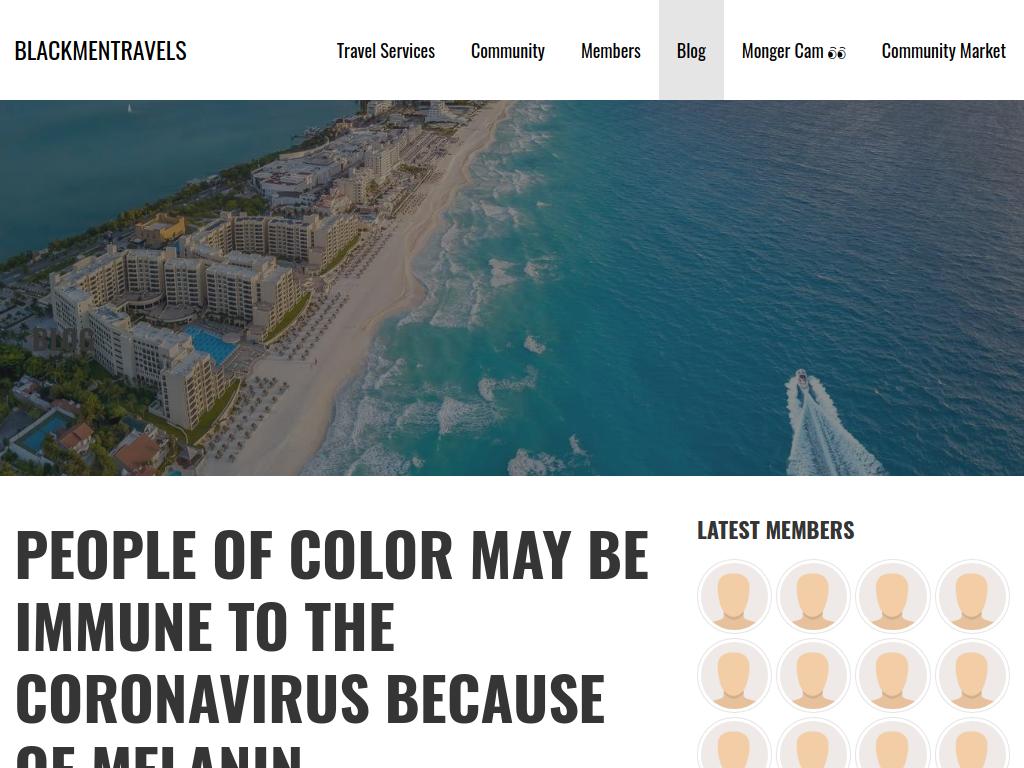 BLACKMENTRAVELS
Travel Services
Community
Members
Blog
Monger Cam 👀
Community Market
BLOG
PEOPLE OF COLOR MAY BE
IMMUNE TO THE
CORONAVIRUS BECAUSE
OF MELANIN
LATEST MEMBERS